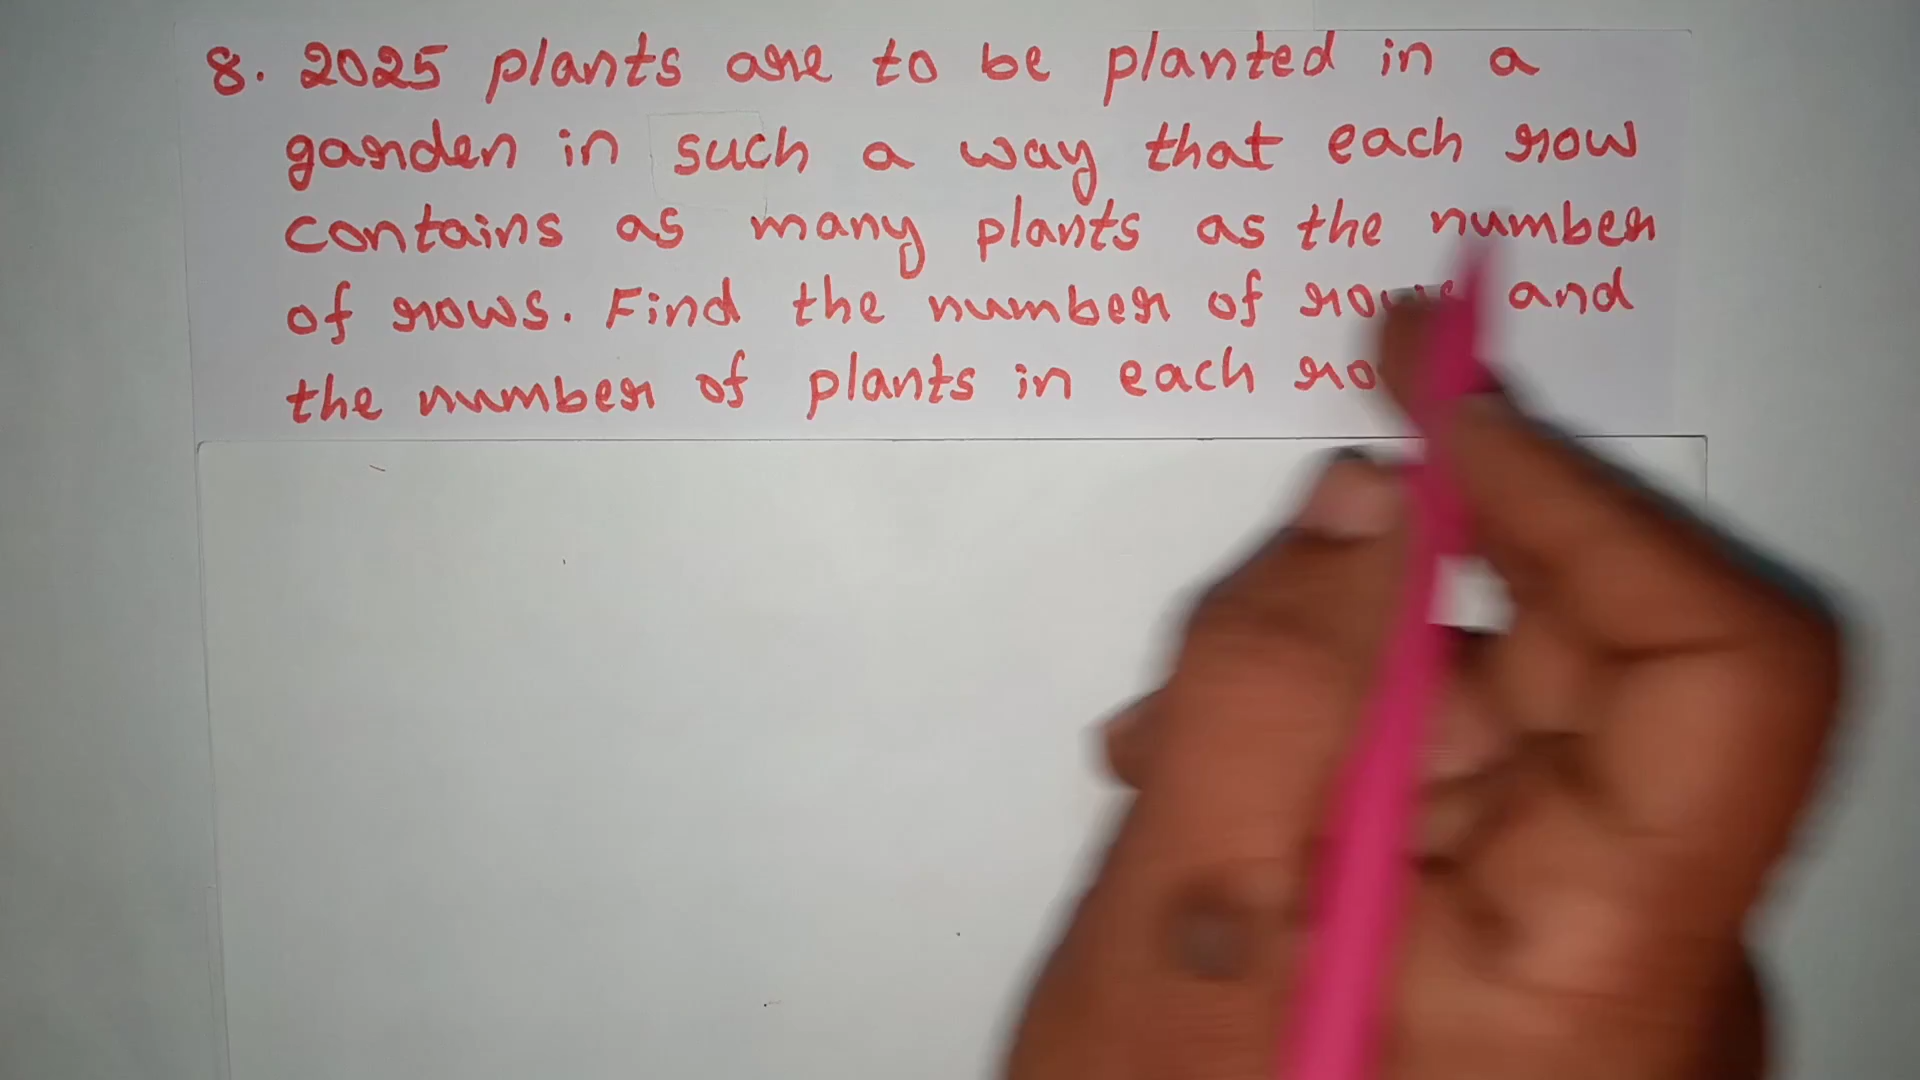 8. 2025 plants are to be planted in a
garden in such a way that each row
contains as many plants as the number
of rows. Find the number of rows and
the number of plants in each